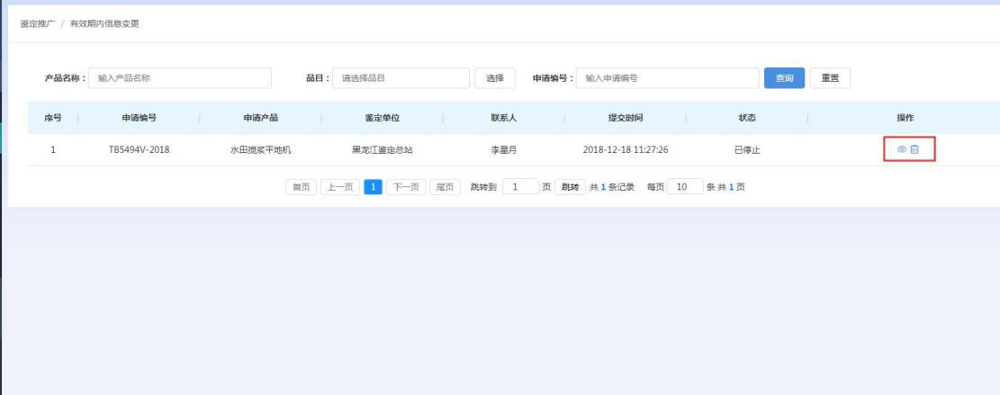 鉴定推广 / 有效期内信息变更
产品名称： 输入产品名称 品目： 请选择品目 选择 申请编号： 输入申请编号 查询 重置
序号 申请编号 申请产品 鉴定单位 联系人 提交时间 状态 操作
1 TB5494V-2018 水田搅浆平地机 黑龙江鉴定总站 李星月 2018-12-18 11:27:26 已停止
首页 上一页 1 下一页 尾页 跳转到 1 页 跳转 共 1 条记录 每页 10 条 共 1 页